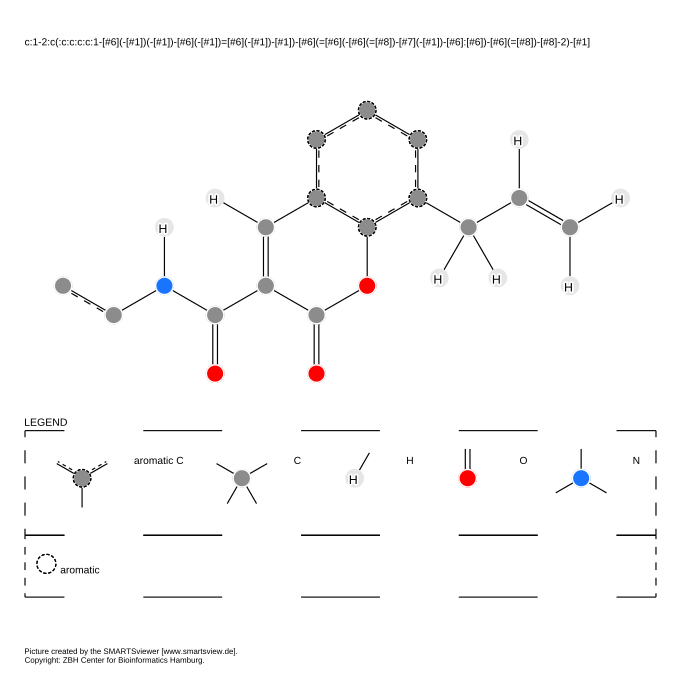 c:1-2:c(:c:c:c:c:1-[#6](-[#1])(-[#1])-[#6](-[#1])=[#6](-[#1])-[#1])-[#6](=[#6](-[#6](=[#8])-[#7](-[#1])-[#6]:[#6])-[#6](=[#8])-[#8]-2)-[#1]
H
H
H
H
H
H
H
H
LEGEND
aromatic C
C
H
H
O
N
aromatic
Picture created by the SMARTSviewer [www.smartsview.de].
Copyright: ZBH Center for Bioinformatics Hamburg.